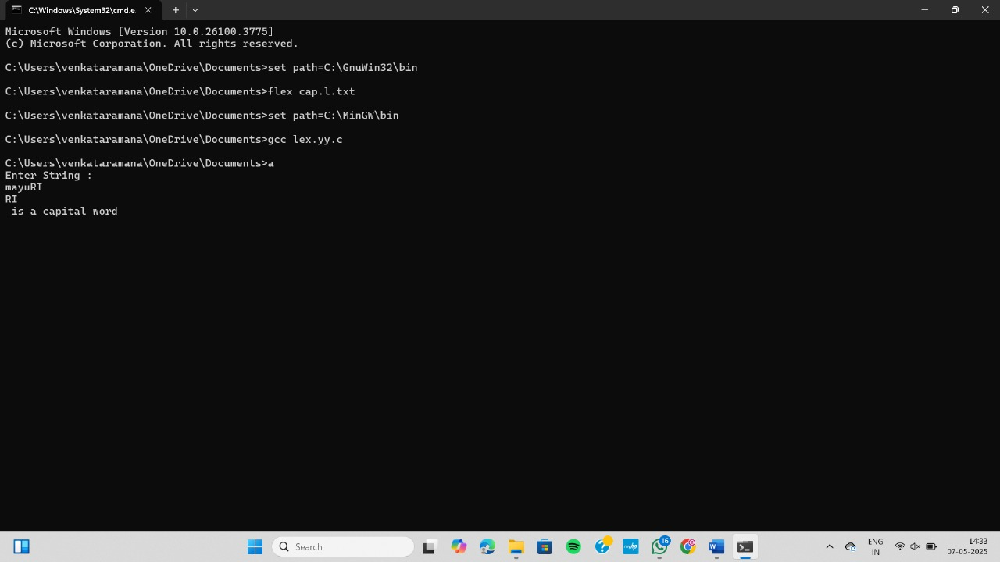 C:\Windows\System32\cmd.e
Microsoft Windows [Version 10.0.26100.3775]
(c) Microsoft Corporation. All rights reserved.
C:\Users\venkataramana\OneDrive\Documents>set path=C:\GnuWin32\bin
C:\Users\venkataramana\OneDrive\Documents>flex cap.l.txt
C:\Users\venkataramana\OneDrive\Documents>set path=C:\MinGW\bin
C:\Users\venkataramana\OneDrive\Documents>gcc lex.yy.c
C:\Users\venkataramana\OneDrive\Documents>a
Enter String :
mayuRI
RI
 is a capital word
Search
myhp
16
W
ENG
IN
14:33
07-05-2025